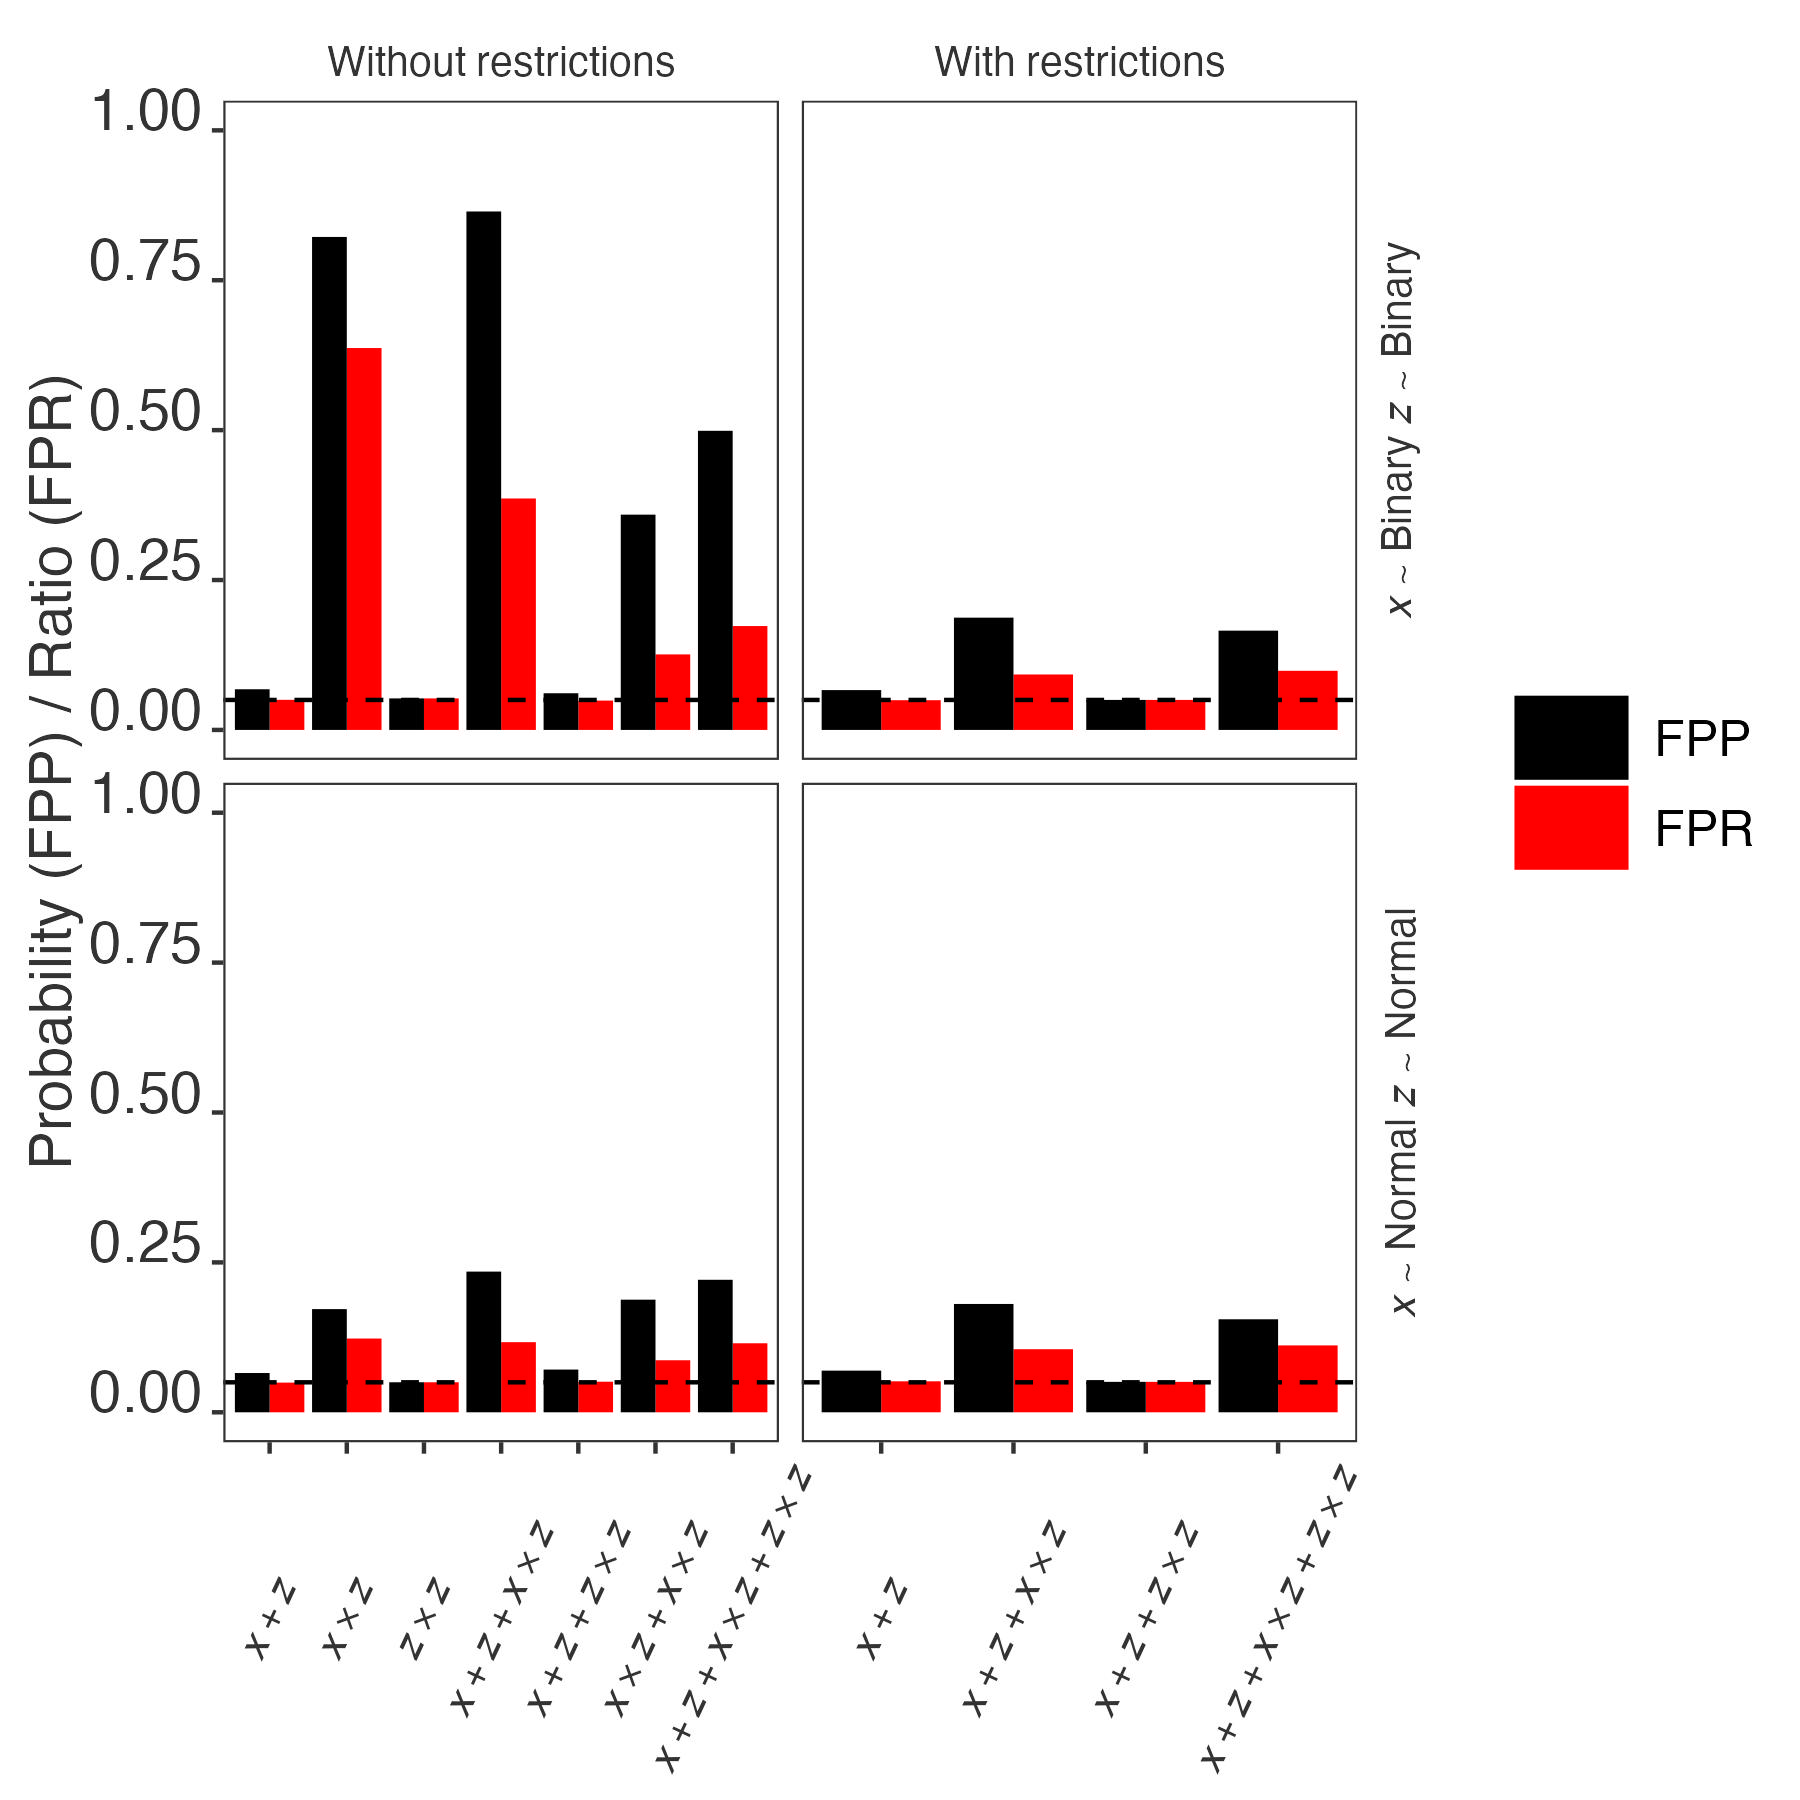 Without restrictions
With restrictions
Probability (FPP) / Ratio (FPR)
1.00
0.75
0.50
0.25
0.00
1.00
0.75
0.50
0.25
0.00
x ~ Binary z ~ Binary
x ~ Normal z ~ Normal
FPP
FPR
x + z
x × z
z × z
x + z + x × z
x + z + z × z
x × z + x × z
x + z + x × z + z × z
x + z
x + z + x × z
x + z + z × z
x + z + x × z + z × z